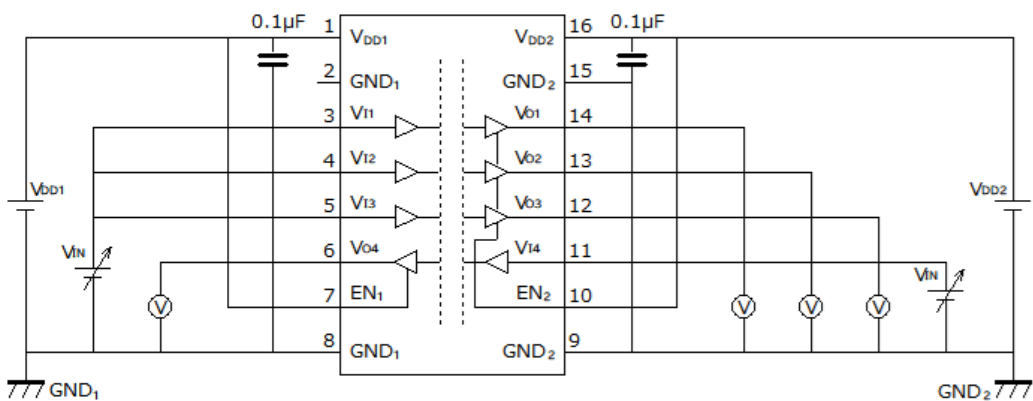 0.1µF 1 VDD1 VDD2 16 0.1µF
2 GND1 GND2 15
3 VI1 VO1 14
4 VI2 VO2 13
VDD1 VDD2
5 VI3 VO3 12
VIN 6 VO4 VI4 11 VIN
V 7 EN1 EN2 10 V V V
8 GND1 GND2 9
GND1 GND2